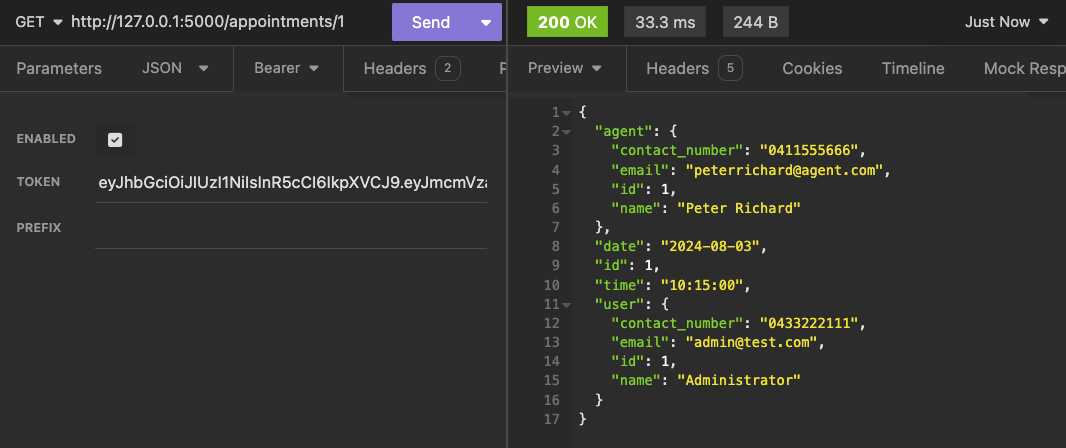 GET http://127.0.0.1:5000/appointments/1 Send 200 OK 33.3 ms 244 B Just Now
Parameters JSON Bearer Headers 2 Preview Headers 5 Cookies Timeline Mock Resp
ENABLED
TOKEN eyJhbGciOiJIUzI1NiIsInR5cCI6IkpXVCJ9.eyJmcmVza
PREFIX
1 {
2 "agent": {
3 "contact_number": "0411555666",
4 "email": "peterrichard@agent.com",
5 "id": 1,
6 "name": "Peter Richard"
7 },
8 "date": "2024-08-03",
9 "id": 1,
10 "time": "10:15:00",
11 "user": {
12 "contact_number": "0433222111",
13 "email": "admin@test.com",
14 "id": 1,
15 "name": "Administrator"
16 }
17 }